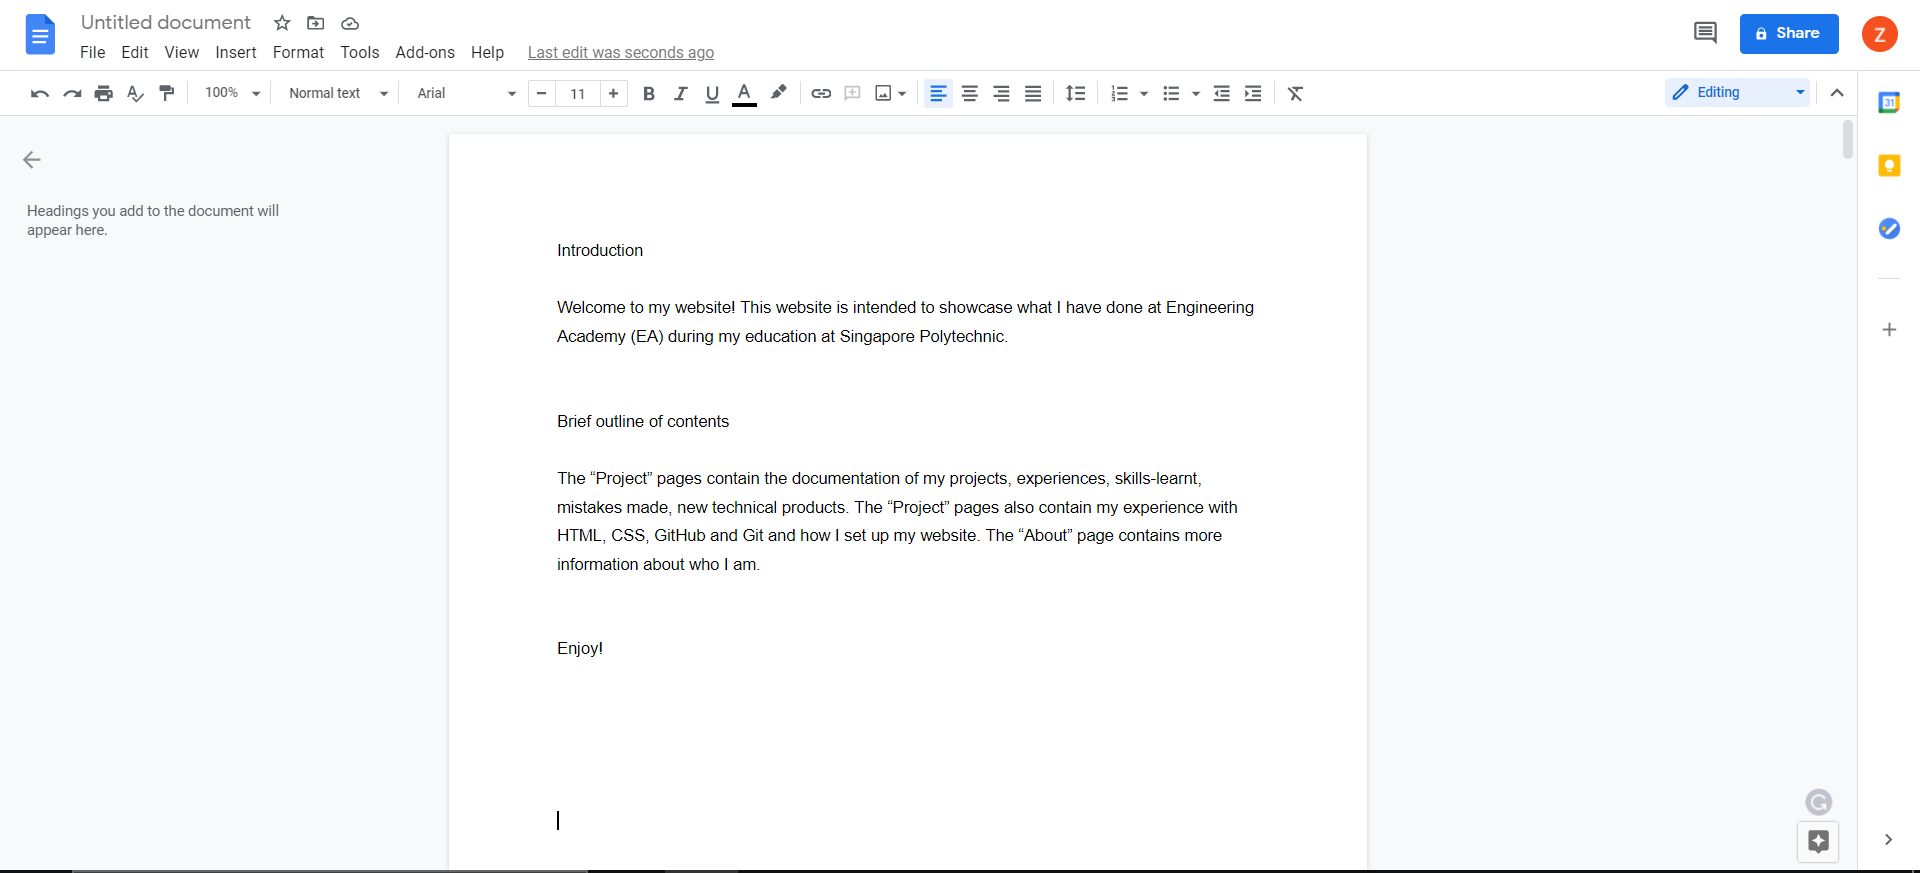 Untitled document
File Edit View Insert Format Tools Add-ons Help Last edit was seconds ago
Share
Z
100% Normal text Arial 11 B I U A
Editing
31
Headings you add to the document will
appear here.
Introduction
Welcome to my website! This website is intended to showcase what I have done at Engineering
Academy (EA) during my education at Singapore Polytechnic.
Brief outline of contents
The “Project” pages contain the documentation of my projects, experiences, skills-learnt,
mistakes made, new technical products. The “Project” pages also contain my experience with
HTML, CSS, GitHub and Git and how I set up my website. The “About” page contains more
information about who I am.
Enjoy!